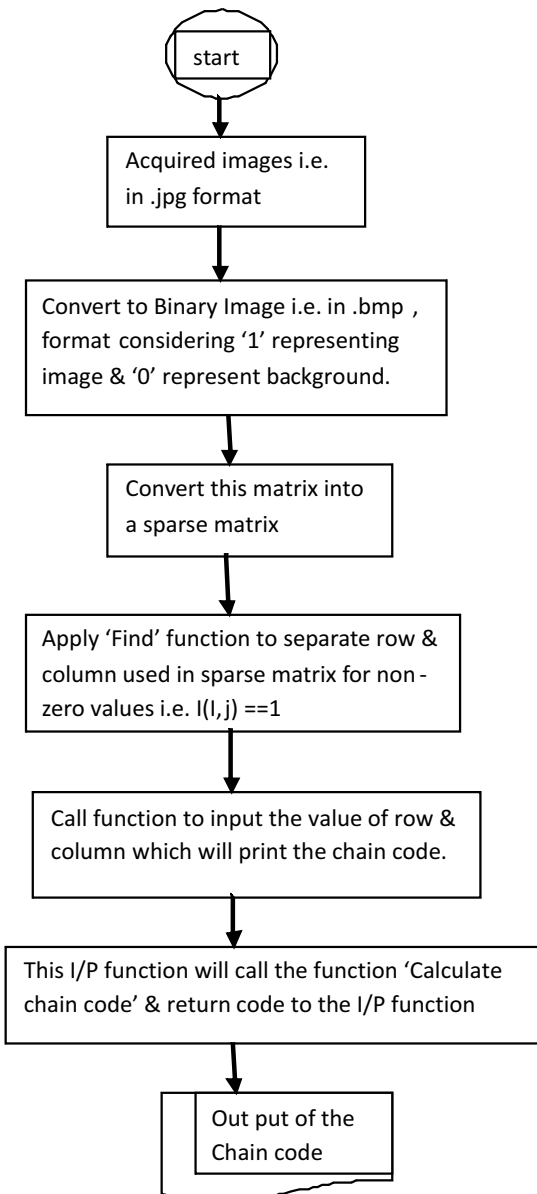 start
Acquired images i.e.
in .jpg format
Convert to Binary Image i.e. in .bmp ,
format considering ‘1’ representing
image & ‘0’ represent background.
Convert this matrix into
a sparse matrix
Apply ‘Find’ function to separate row &
column used in sparse matrix for non-
zero values i.e. I(I,j) ==1
Call function to input the value of row &
column which will print the chain code.
This I/P function will call the function ‘Calculate
chain code’ & return code to the I/P function
Out put of the
Chain code